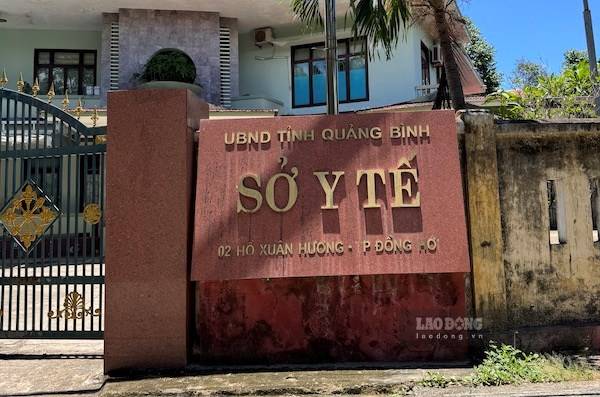 UBND TỈNH QUẢNG BÌNH
SỞ Y TẾ
02 HỒ XUÂN HƯƠNG - TP ĐỒNG HỚI
LAO ĐỘNG
laodong.vn